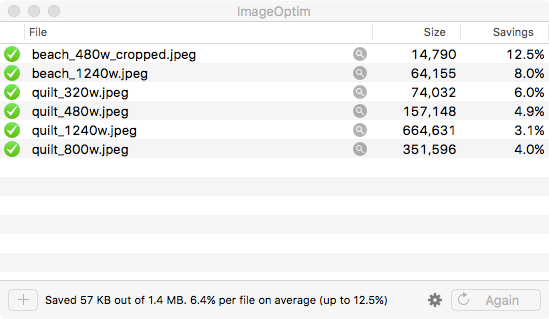 ImageOptim
File Size Savings
beach_480w_cropped.jpeg 14,790 12.5%
beach_1240w.jpeg 64,155 8.0%
quilt_320w.jpeg 74,032 6.0%
quilt_480w.jpeg 157,148 4.9%
quilt_1240w.jpeg 664,631 3.1%
quilt_800w.jpeg 351,596 4.0%
Saved 57 KB out of 1.4 MB. 6.4% per file on average (up to 12.5%) Again